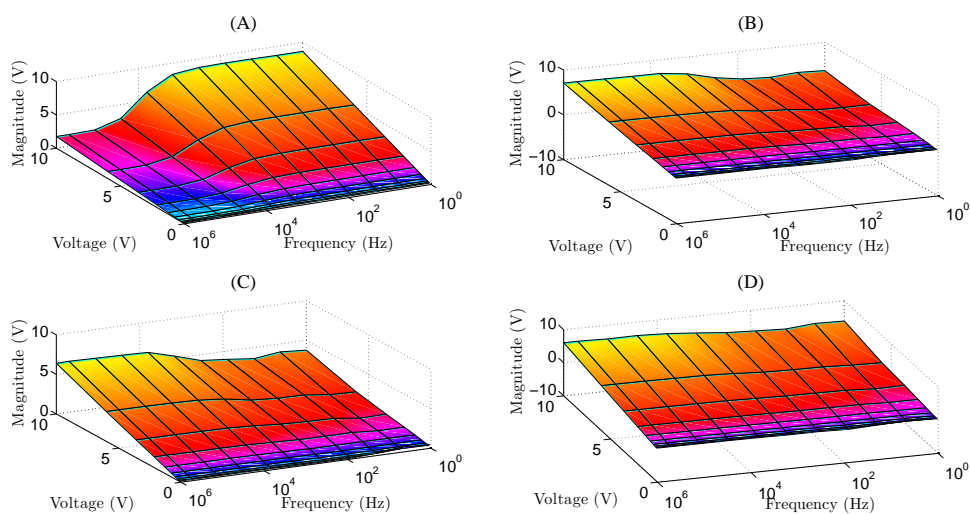 (A)
10
5
0
Magnitude (V)
10
5
0
Voltage (V)
10^6
10^4
10^2
10^0
Frequency (Hz)
(B)
10
0
−10
Magnitude (V)
10
5
0
Voltage (V)
10^6
10^4
10^2
10^0
Frequency (Hz)
(C)
10
5
0
Magnitude (V)
10
5
0
Voltage (V)
10^6
10^4
10^2
10^0
Frequency (Hz)
(D)
10
0
−10
Magnitude (V)
10
5
0
Voltage (V)
10^6
10^4
10^2
10^0
Frequency (Hz)